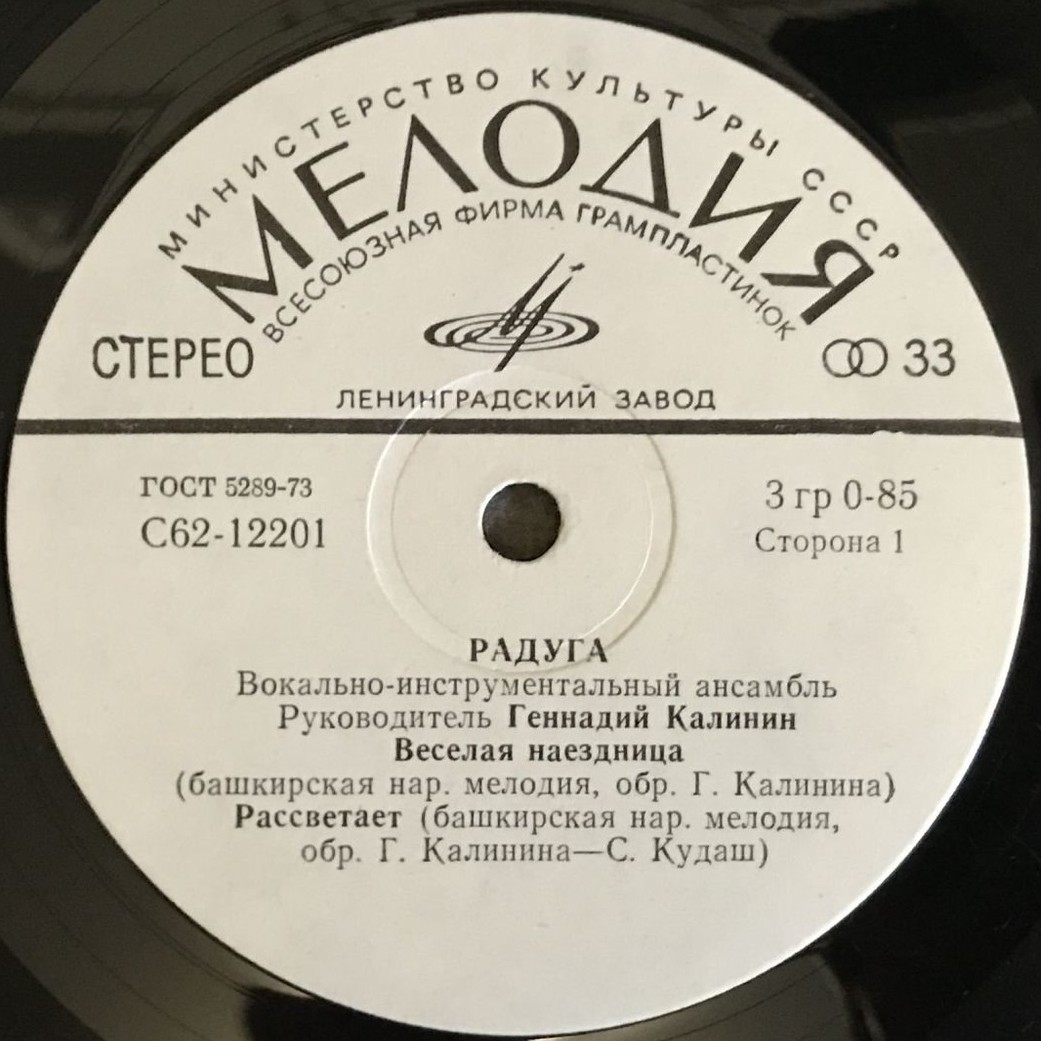 МИНИСТЕРСТВО КУЛЬТУРЫ СССР
МЕЛОДИЯ
ВСЕСОЮЗНАЯ ФИРМА ГРАМПЛАСТИНОК
СТЕРЕО
33
ЛЕНИНГРАДСКИЙ ЗАВОД
ГОСТ 5289-73
С62-12201
3 гр 0-85
Сторона 1
РАДУГА
Вокально-инструментальный ансамбль
Руководитель Геннадий Калинин
Веселая наездница
(башкирская нар. мелодия, обр. Г. Калинина)
Рассветает (башкирская нар. мелодия,
обр. Г. Калинина—С. Кудаш)